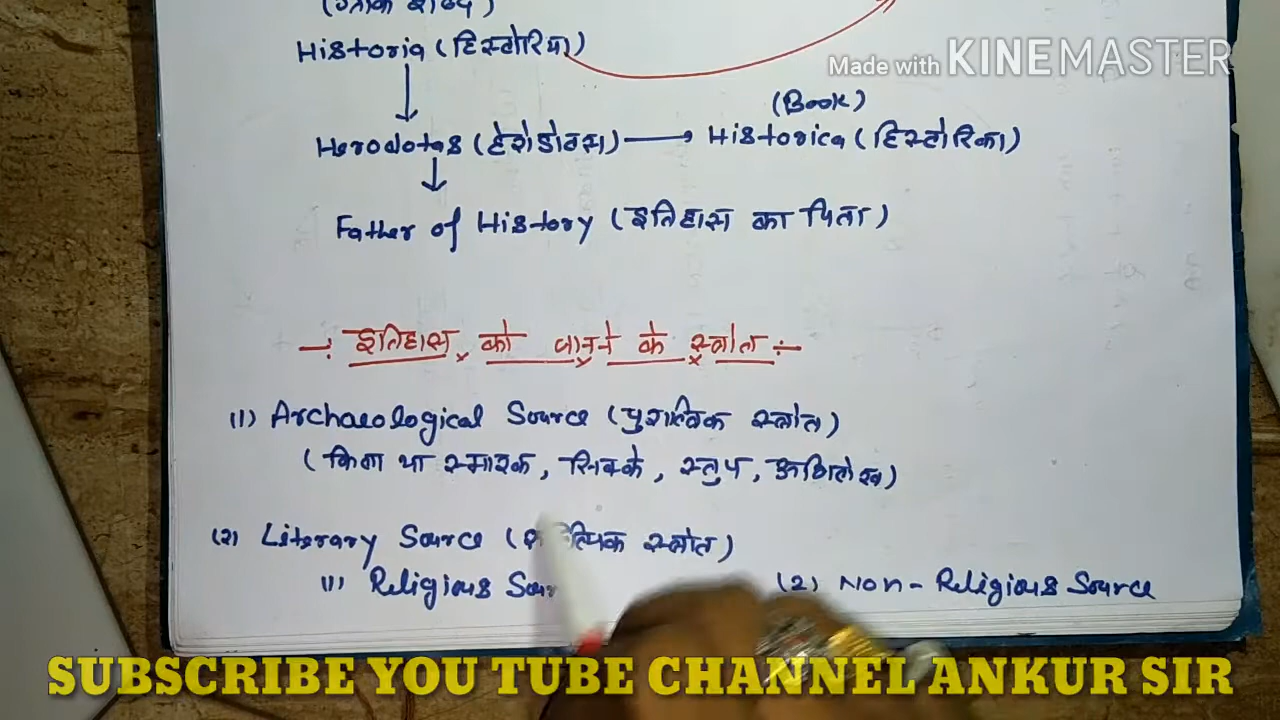 Historia (हिस्टोरिया)
Made with KINEMASTER
(Book)
Herodotas (हेरोडोटस) → Historica (हिस्टोरिका)
Father of History (इतिहास का पिता)
इतिहास को जानने के स्त्रोत
(1) Archaeological Source (पुरात्विक स्त्रोत)
(किला या स्मारक, सिक्के, स्तुप, अभिलेख)
(2) Literary Source ( स्त्रोत)
(1) Religious (2) Non-Religious Source
SUBSCRIBE YOU TUBE CHANNEL ANKUR SIR